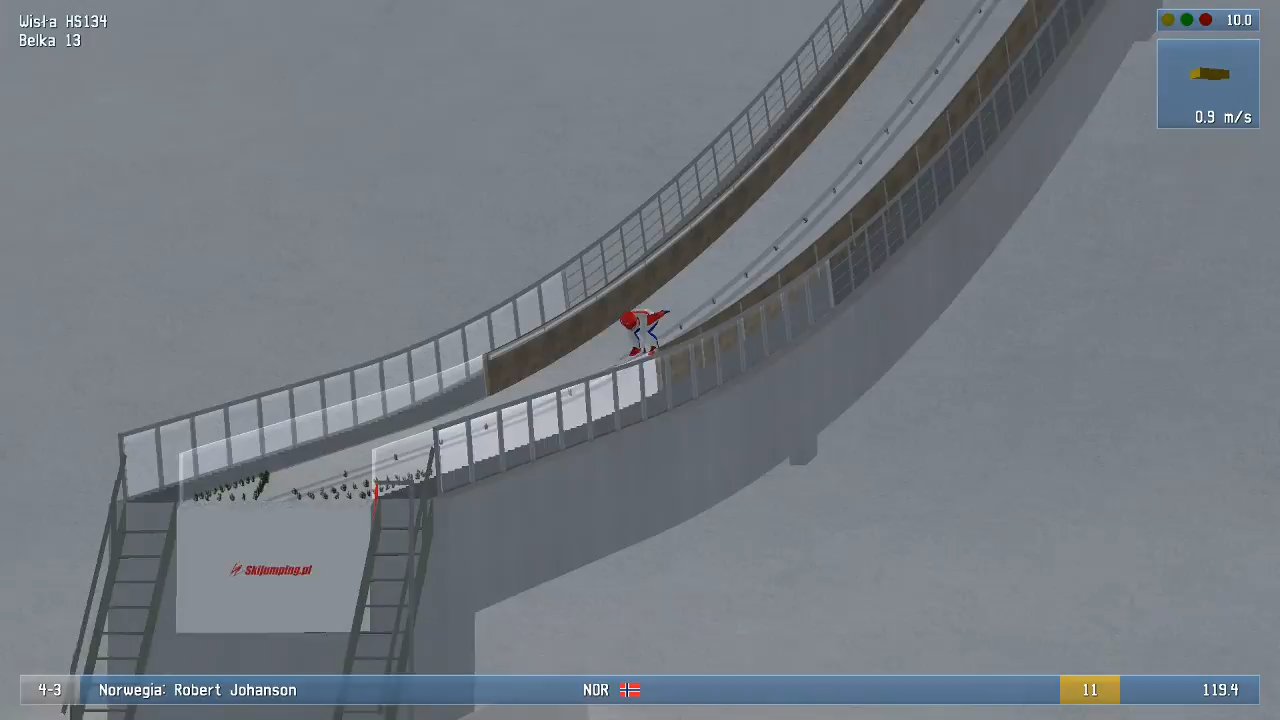 Wisła HS134
Belka 13
10.0
0.9 m/s
Skijumping.pl
4-3 Norwegia: Robert Johanson NOR 11 119.4